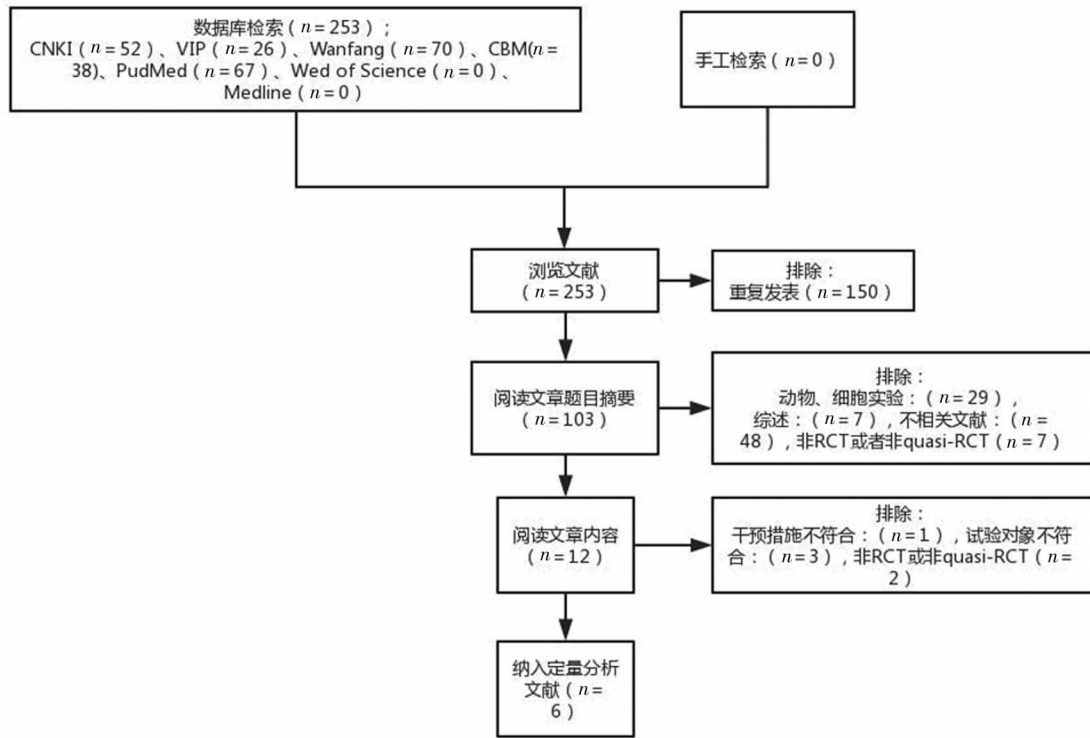 数据库检索（n=253）；
CNKI（n=52）、VIP（n=26）、Wanfang（n=70）、CBM(n=
38)、PudMed（n=67）、Wed of Science（n=0）、
Medline（n=0）
手工检索（n=0）
浏览文献
（n=253）
排除：
重复发表（n=150）
阅读文章题目摘要
（n=103）
排除：
动物、细胞实验：（n=29），
综述：（n=7），不相关文献：（n=
48），非RCT或者非quasi-RCT（n=7）
阅读文章内容
（n=12）
排除：
干预措施不符合：（n=1），试验对象不符
合：（n=3），非RCT或非quasi-RCT（n=
2）
纳入定量分析
文献（n=
6）